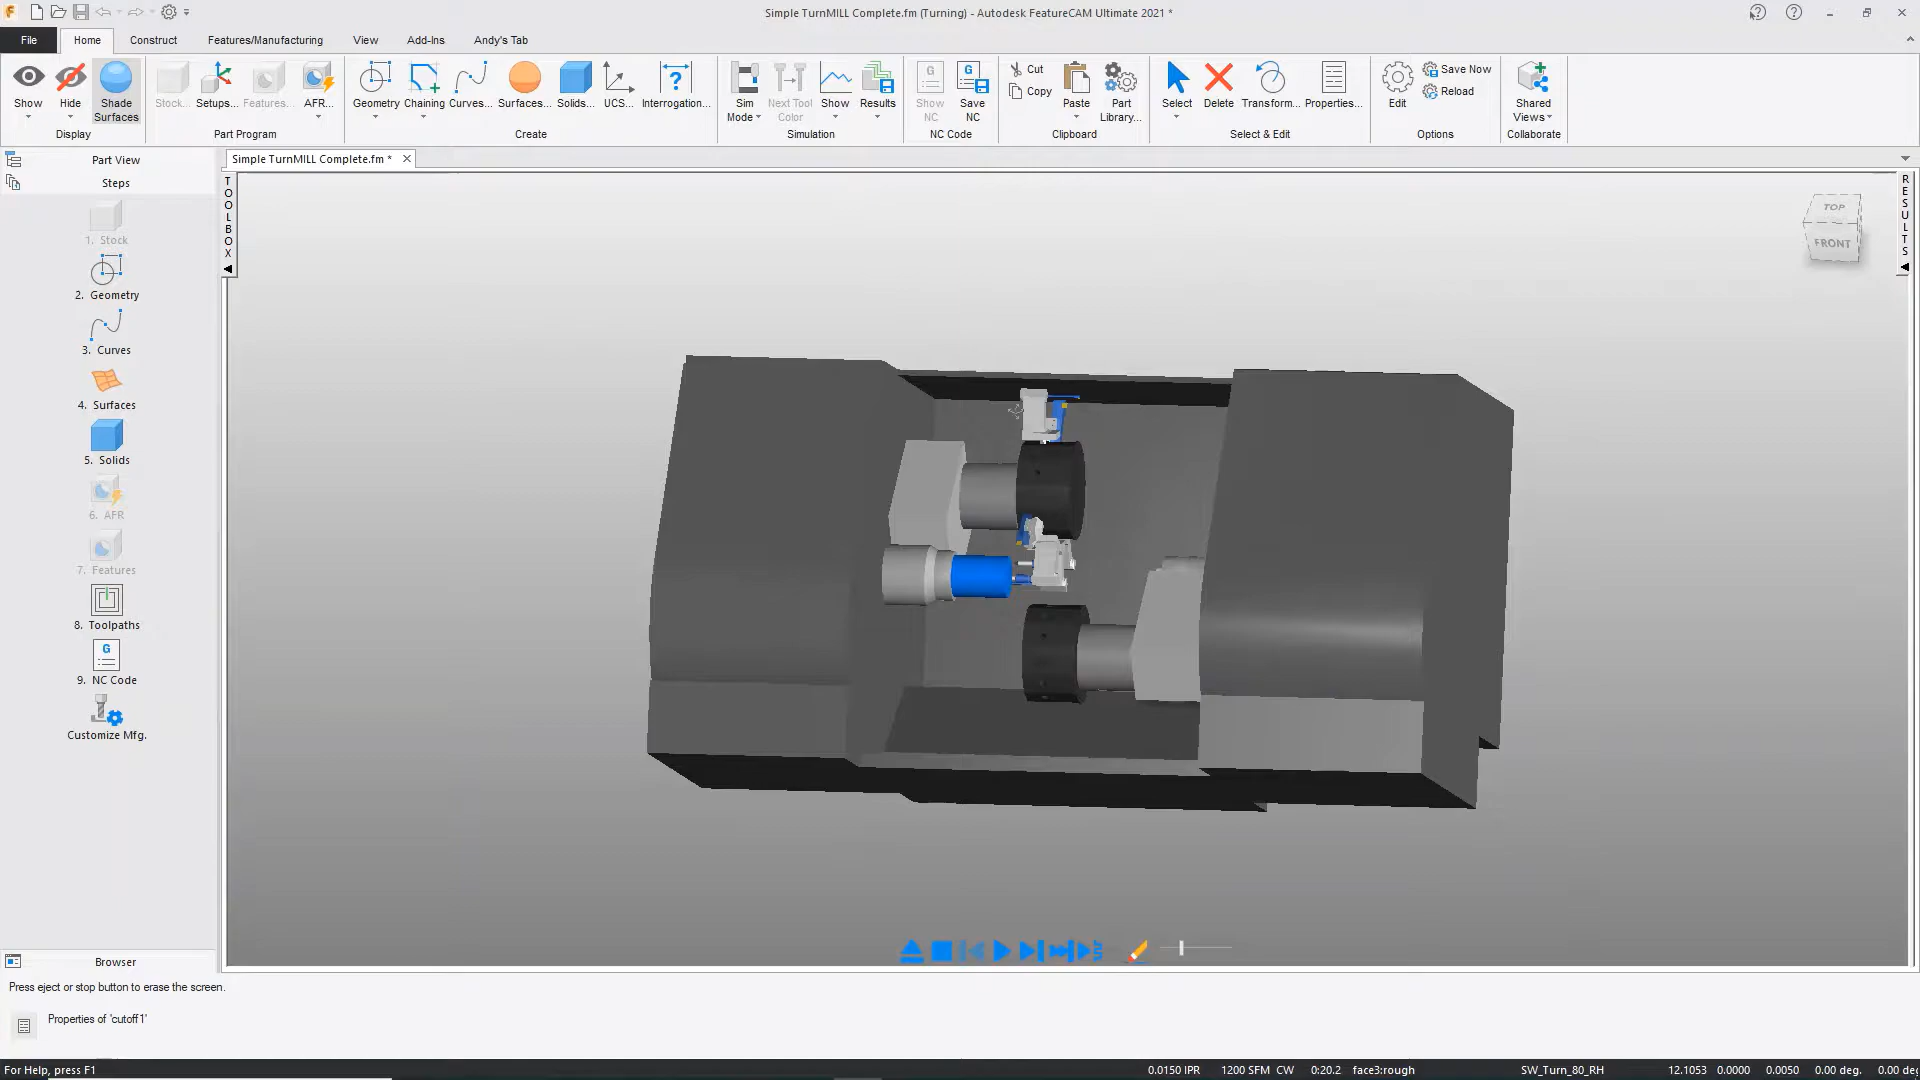 Simple TurnMILL Complete.fm (Turning) - Autodesk FeatureCAM Ultimate 2021 *
File
Home
Construct
Features/Manufacturing
View
Add-Ins
Andy's Tab
Show
Hide
Shade Surfaces
Display
Stock...
Setups...
Features...
AFR...
Part Program
Geometry
Chaining
Curves...
Surfaces...
Solids...
UCS...
Interrogation...
Create
Sim Mode
Next Tool Color
Show
Results
Simulation
Show NC
Save NC
NC Code
Cut
Copy
Paste
Part Library...
Clipboard
Select
Delete
Transform...
Properties...
Select & Edit
Edit
Save Now
Reload
Options
Shared Views
Collaborate
Part View
Steps
Simple TurnMILL Complete.fm *
TOOLBOX
RESULTS
TOP
FRONT
1. Stock
2. Geometry
3. Curves
4. Surfaces
5. Solids
6. AFR
7. Features
8. Toolpaths
9. NC Code
Customize Mfg.
Browser
Press eject or stop button to erase the screen.
Properties of 'cutoff1'
For Help, press F1
0.0150 IPR
1200 SFM CW
0:20.2
face3:rough
SW_Turn_80_RH
12.1053 0.0000 0.0050 0.00 deg. 0.00 de